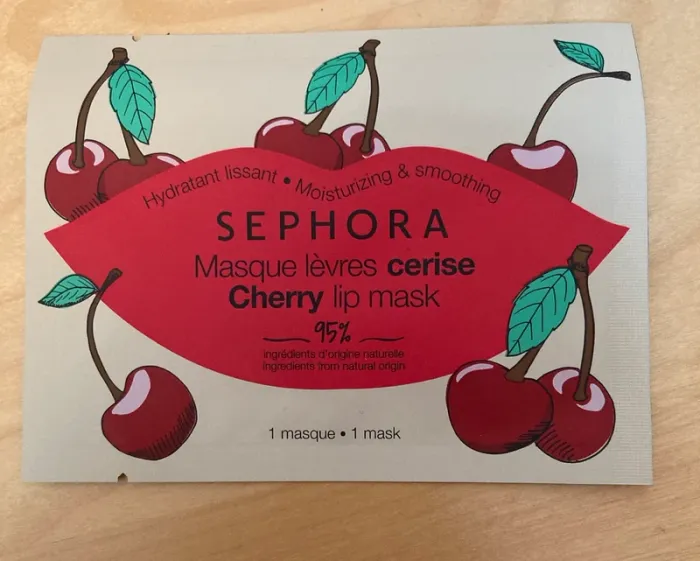 Hydratant lissant • Moisturizing & smoothing
SEPHORA
Masque lèvres cerise
Cherry lip mask
95%
ingrédients d'origine naturelle
ingredients from natural origin
1 masque • 1 mask